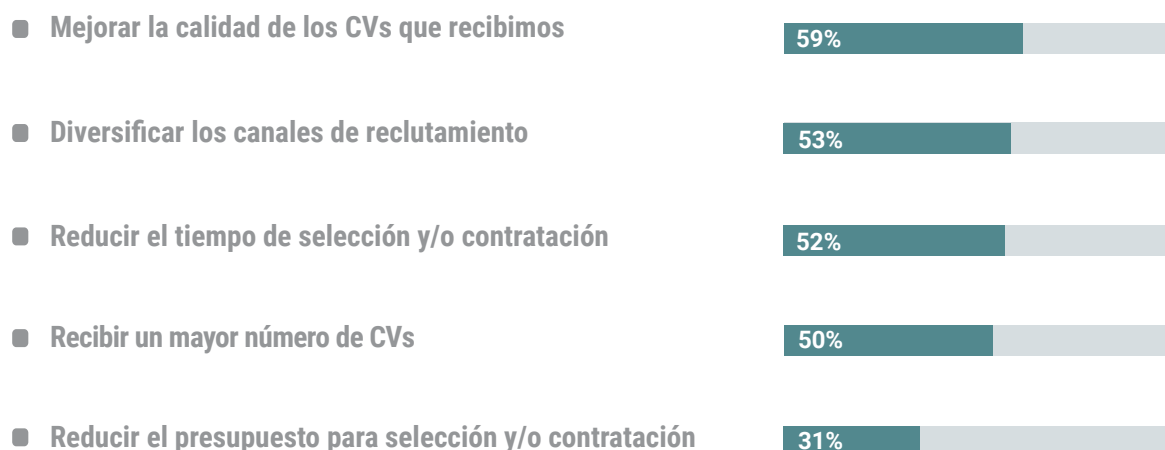 Mejorar la calidad de los CVs que recibimos
59%
Diversificar los canales de reclutamiento
53%
Reducir el tiempo de selección y/o contratación
52%
Recibir un mayor número de CVs
50%
Reducir el presupuesto para selección y/o contratación
31%